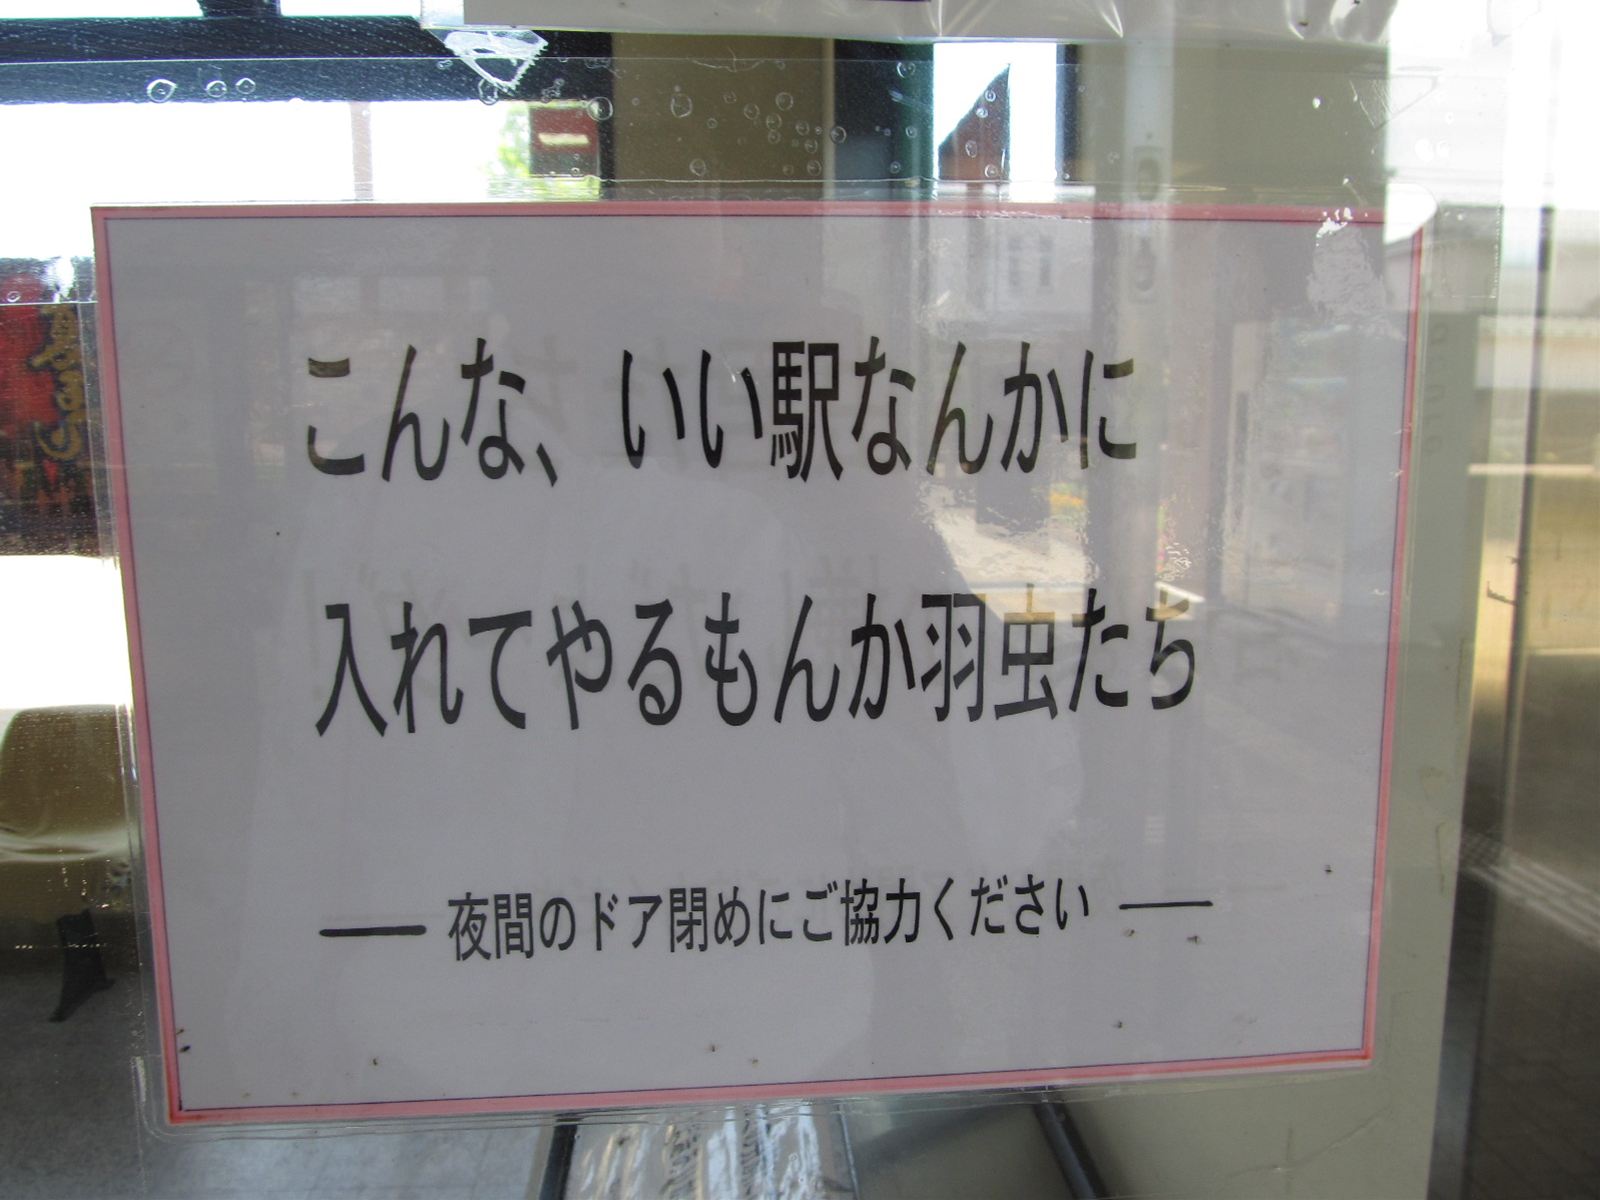 こんな、いい駅なんかに
入れてやるもんか羽虫たち
── 夜間のドア閉めにご協力ください ──